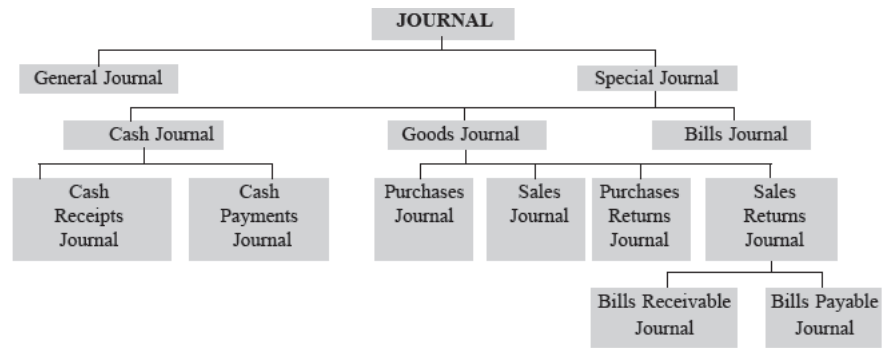 JOURNAL
General Journal
Special Journal
Cash Journal
Goods Journal
Bills Journal
Cash
Receipts
Journal
Cash
Payments
Journal
Purchases
Journal
Sales
Journal
Purchases
Returns
Journal
Sales
Returns
Journal
Bills Receivable
Journal
Bills Payable
Journal